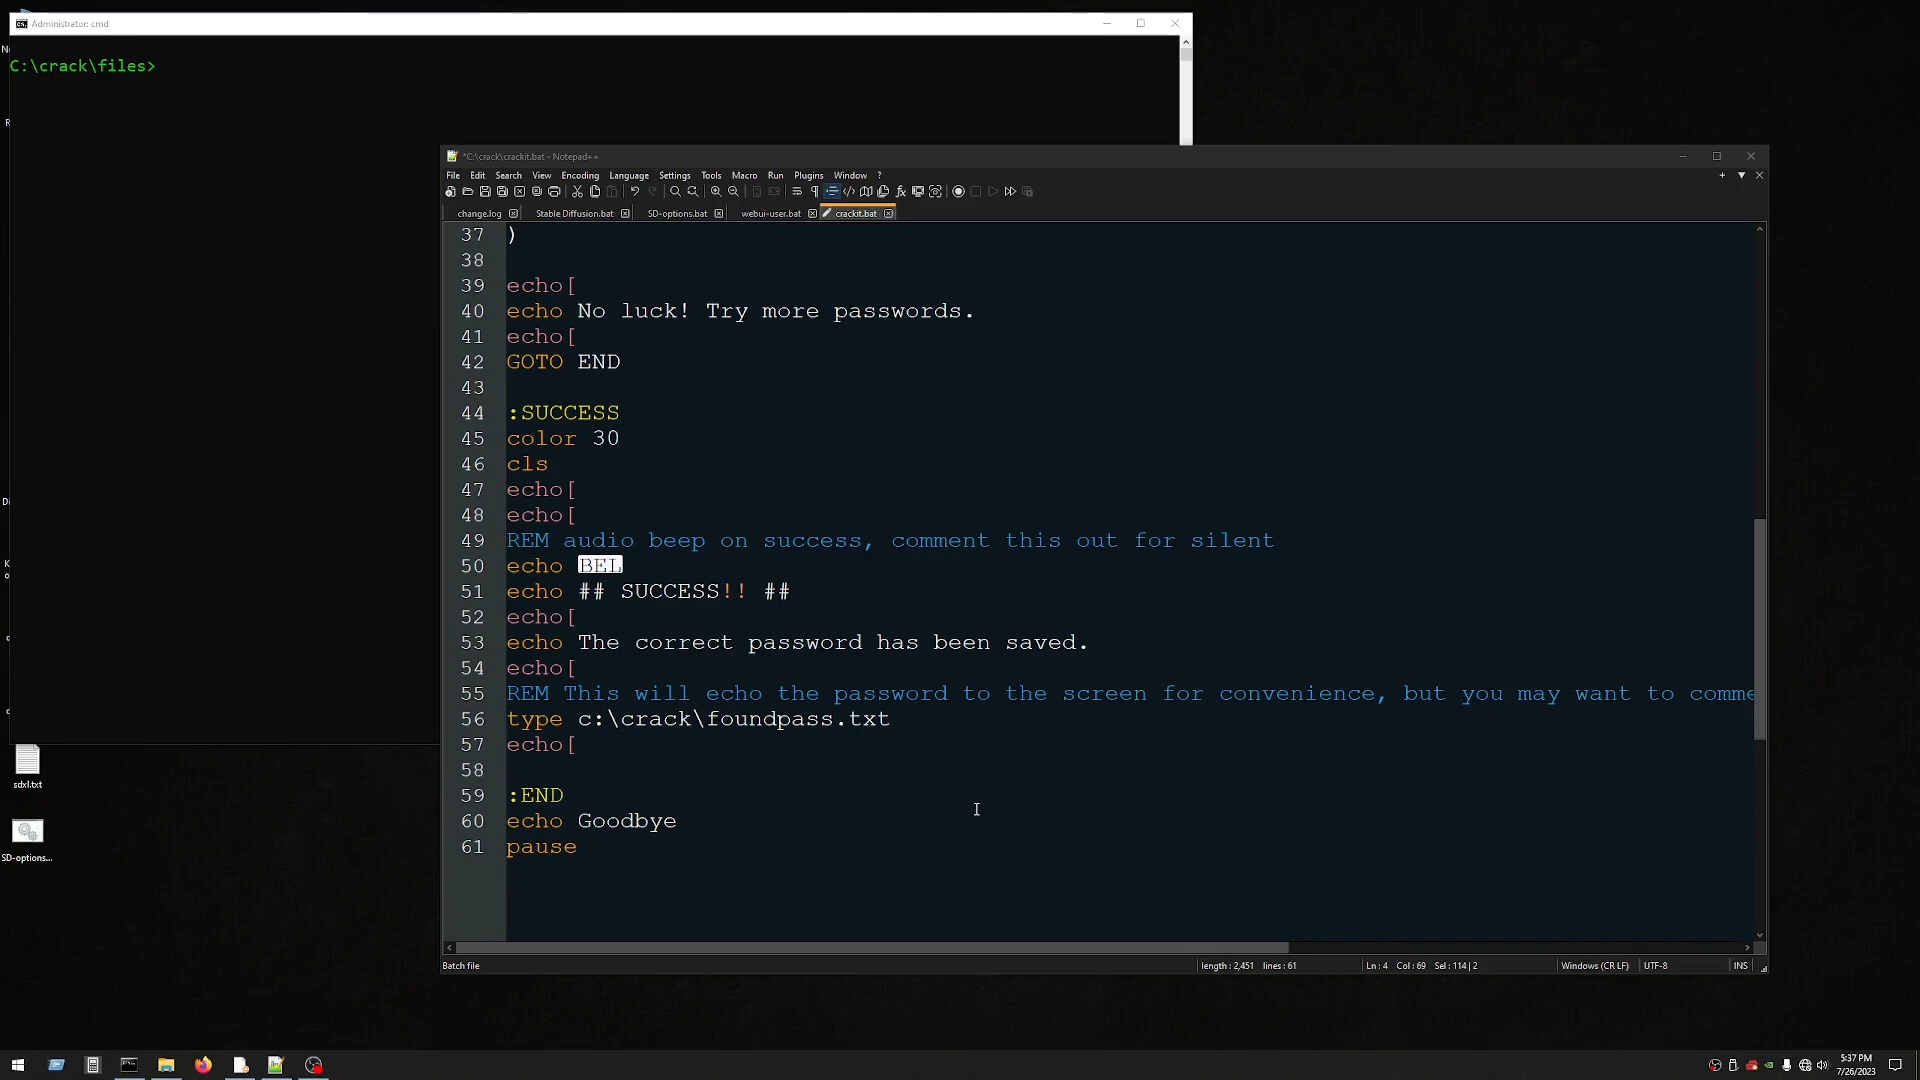 Administrator: cmd
C:\crack\files>
*C:\crack\crackit.bat - Notepad++
File Edit Search View Encoding Language Settings Tools Macro Run Plugins Window ?
change.log Stable Diffusion.bat SD-options.bat webui-user.bat crackit.bat
37 )
38
39 echo[
40 echo No luck! Try more passwords.
41 echo[
42 GOTO END
43
44 :SUCCESS
45 color 30
46 cls
47 echo[
48 echo[
49 REM audio beep on success, comment this out for silent
50 echo BEL
51 echo ## SUCCESS!! ##
52 echo[
53 echo The correct password has been saved.
54 echo[
55 REM This will echo the password to the screen for convenience, but you may want to comme
56 type c:\crack\foundpass.txt
57 echo[
58
59 :END
60 echo Goodbye
61 pause
Batch file length : 2,451 lines : 61 Ln : 4 Col : 69 Sel : 114 | 2 Windows (CR LF) UTF-8 INS
sdxl.txt
SD-options...
5:37 PM
7/26/2023